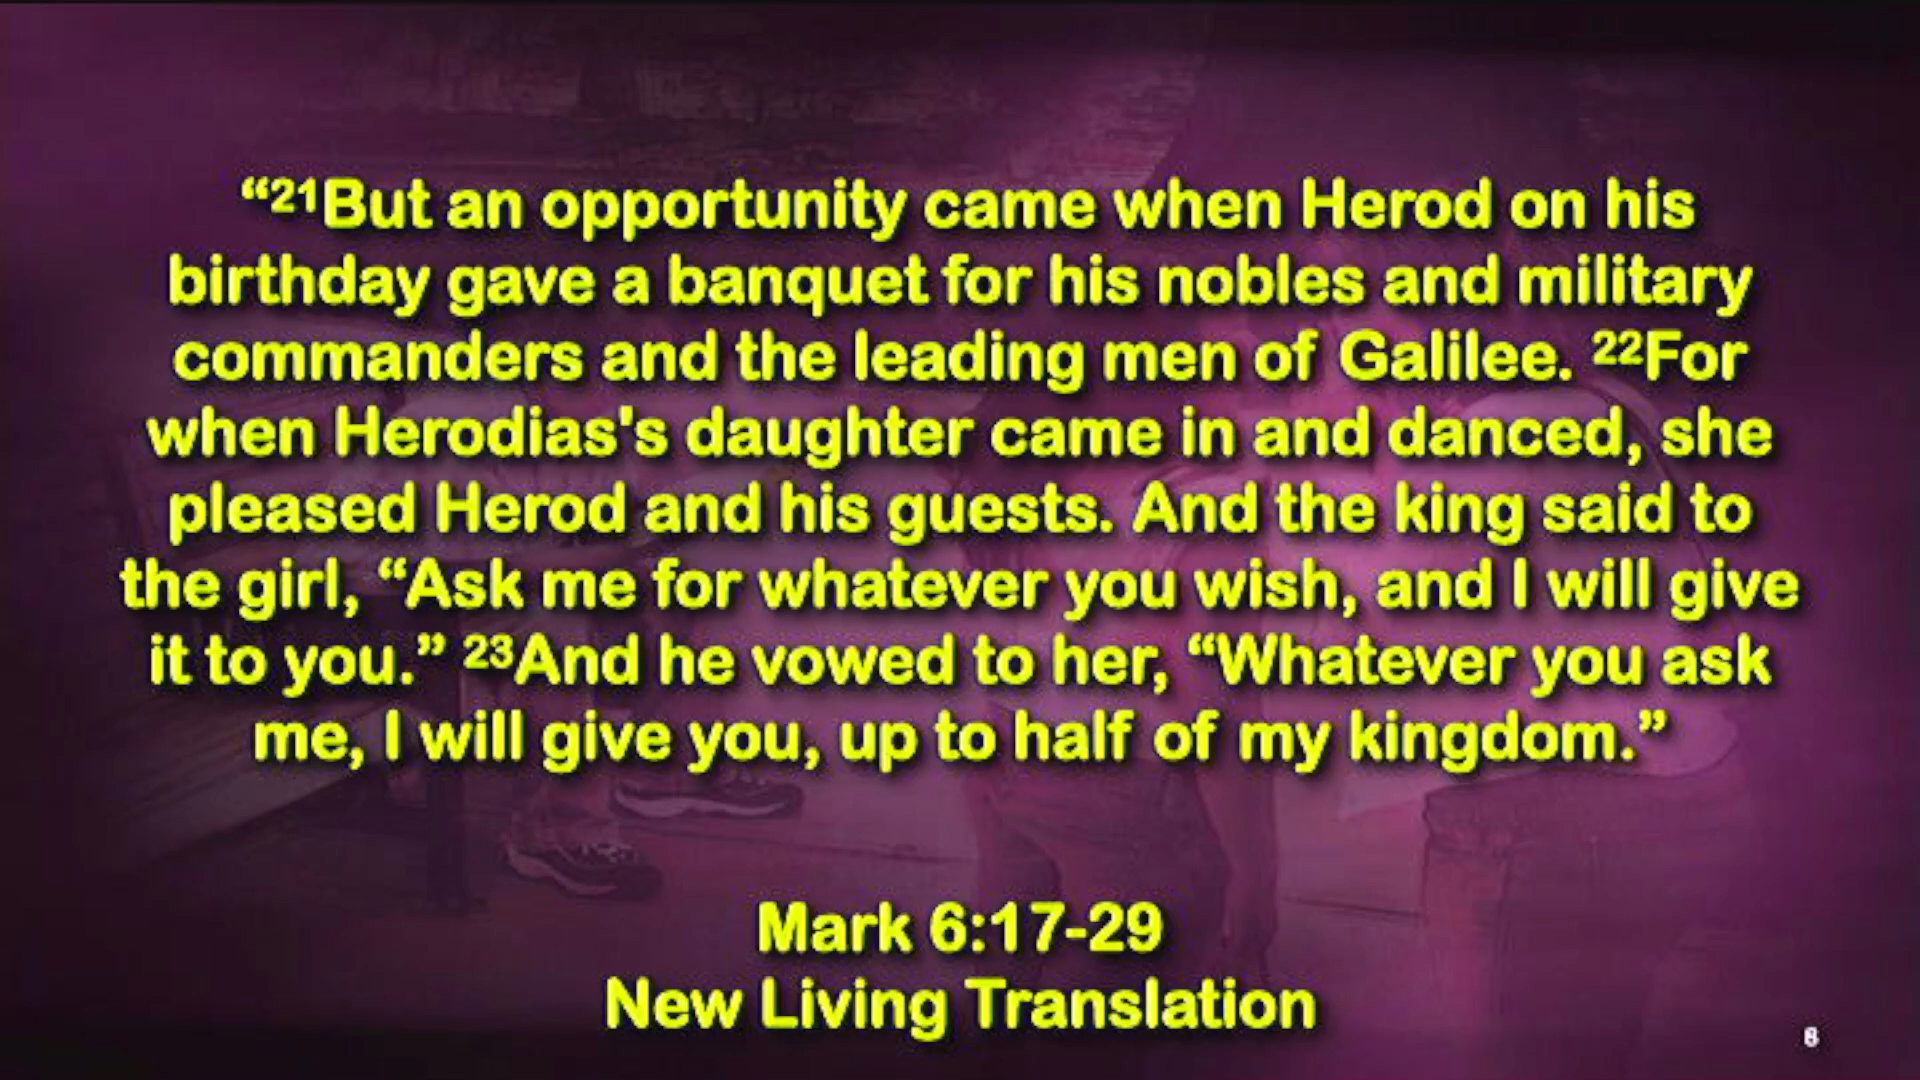 “²¹But an opportunity came when Herod on his
birthday gave a banquet for his nobles and military
commanders and the leading men of Galilee. ²²For
when Herodias's daughter came in and danced, she
pleased Herod and his guests. And the king said to
the girl, “Ask me for whatever you wish, and I will give
it to you.” ²³And he vowed to her, “Whatever you ask
me, I will give you, up to half of my kingdom.”
Mark 6:17-29
New Living Translation
8